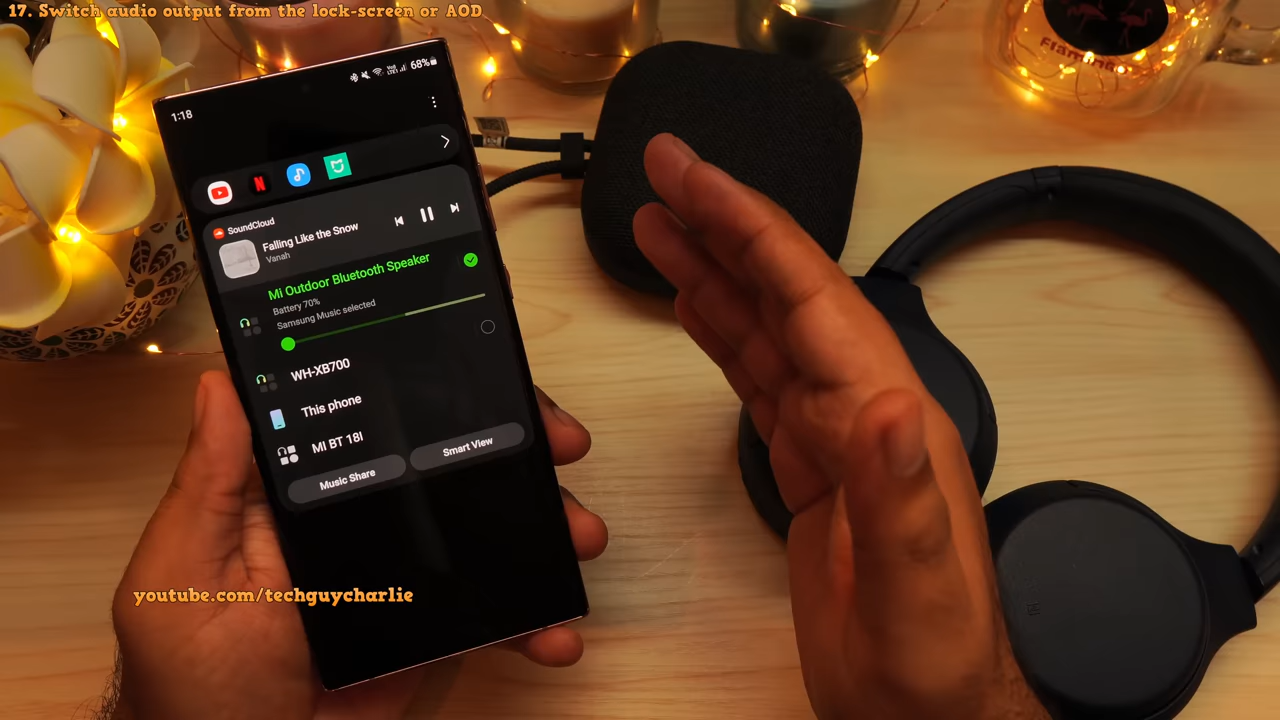 17. Switch audio output from the lock-screen or AOD
1:18
68%
SoundCloud
Falling Like the Snow
Vanah
Mi Outdoor Bluetooth Speaker
Battery 70%
Samsung Music selected
WH-XB700
This phone
MI BT 18I
Music Share
Smart View
Flamingo
youtube.com/techguycharlie